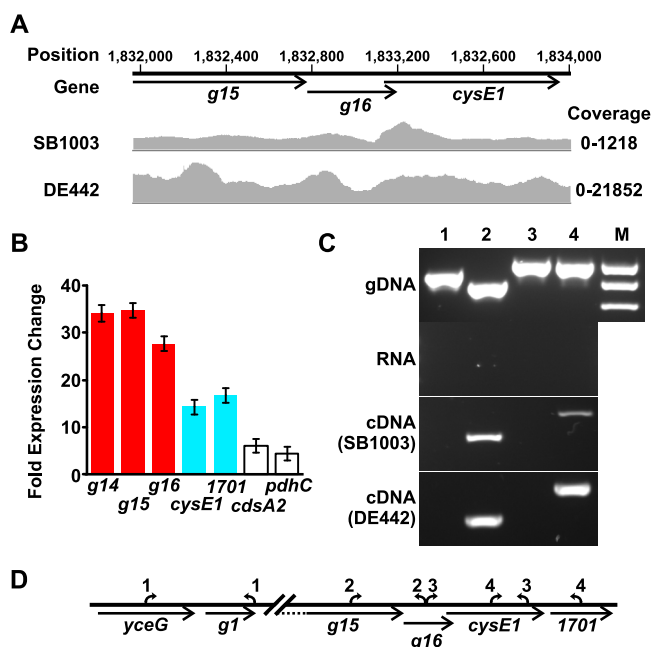 A
Position 1,832,000 1,832,400 1,832,800 1,833,200 1,832,600 1,834,000
Gene g15 g16 cysE1
Coverage
SB1003 0-1218
DE442 0-21852
B
Fold Expression Change
40
30
20
10
0
g14 g15 g16 cysE1 1701 cdsA2 pdhC
C
1 2 3 4 M
gDNA
RNA
cDNA
(SB1003)
cDNA
(DE442)
D
1 1 2 2 3 4 3 4
yceG g1 g15 g16 cysE1 1701